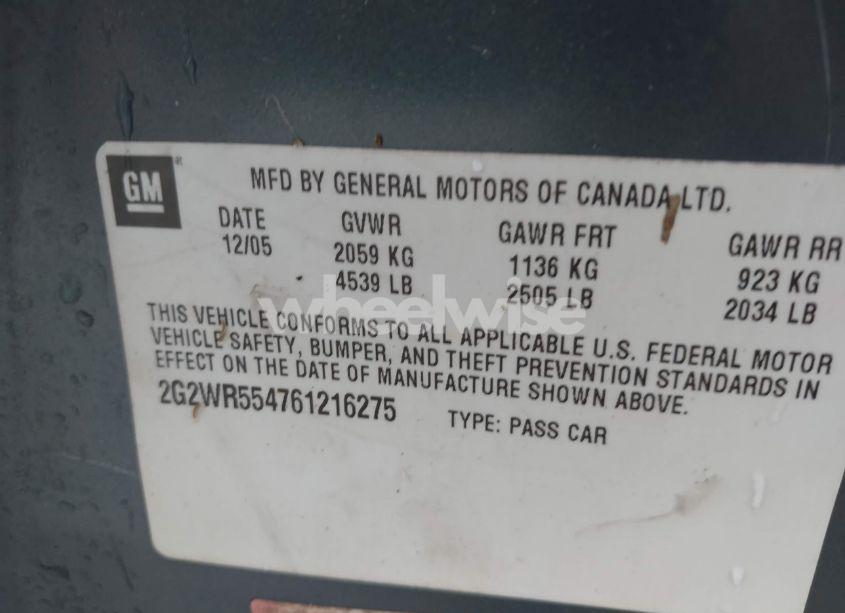 GM
MFD BY GENERAL MOTORS OF CANADA LTD.
DATE GVWR GAWR FRT GAWR RR
12/05 2059 KG 1136 KG 923 KG
4539 LB 2505 LB 2034 LB
wheelwise
THIS VEHICLE CONFORMS TO ALL APPLICABLE U.S. FEDERAL MOTOR
VEHICLE SAFETY, BUMPER, AND THEFT PREVENTION STANDARDS IN
EFFECT ON THE DATE OF MANUFACTURE SHOWN ABOVE.
2G2WR554761216275 TYPE: PASS CAR